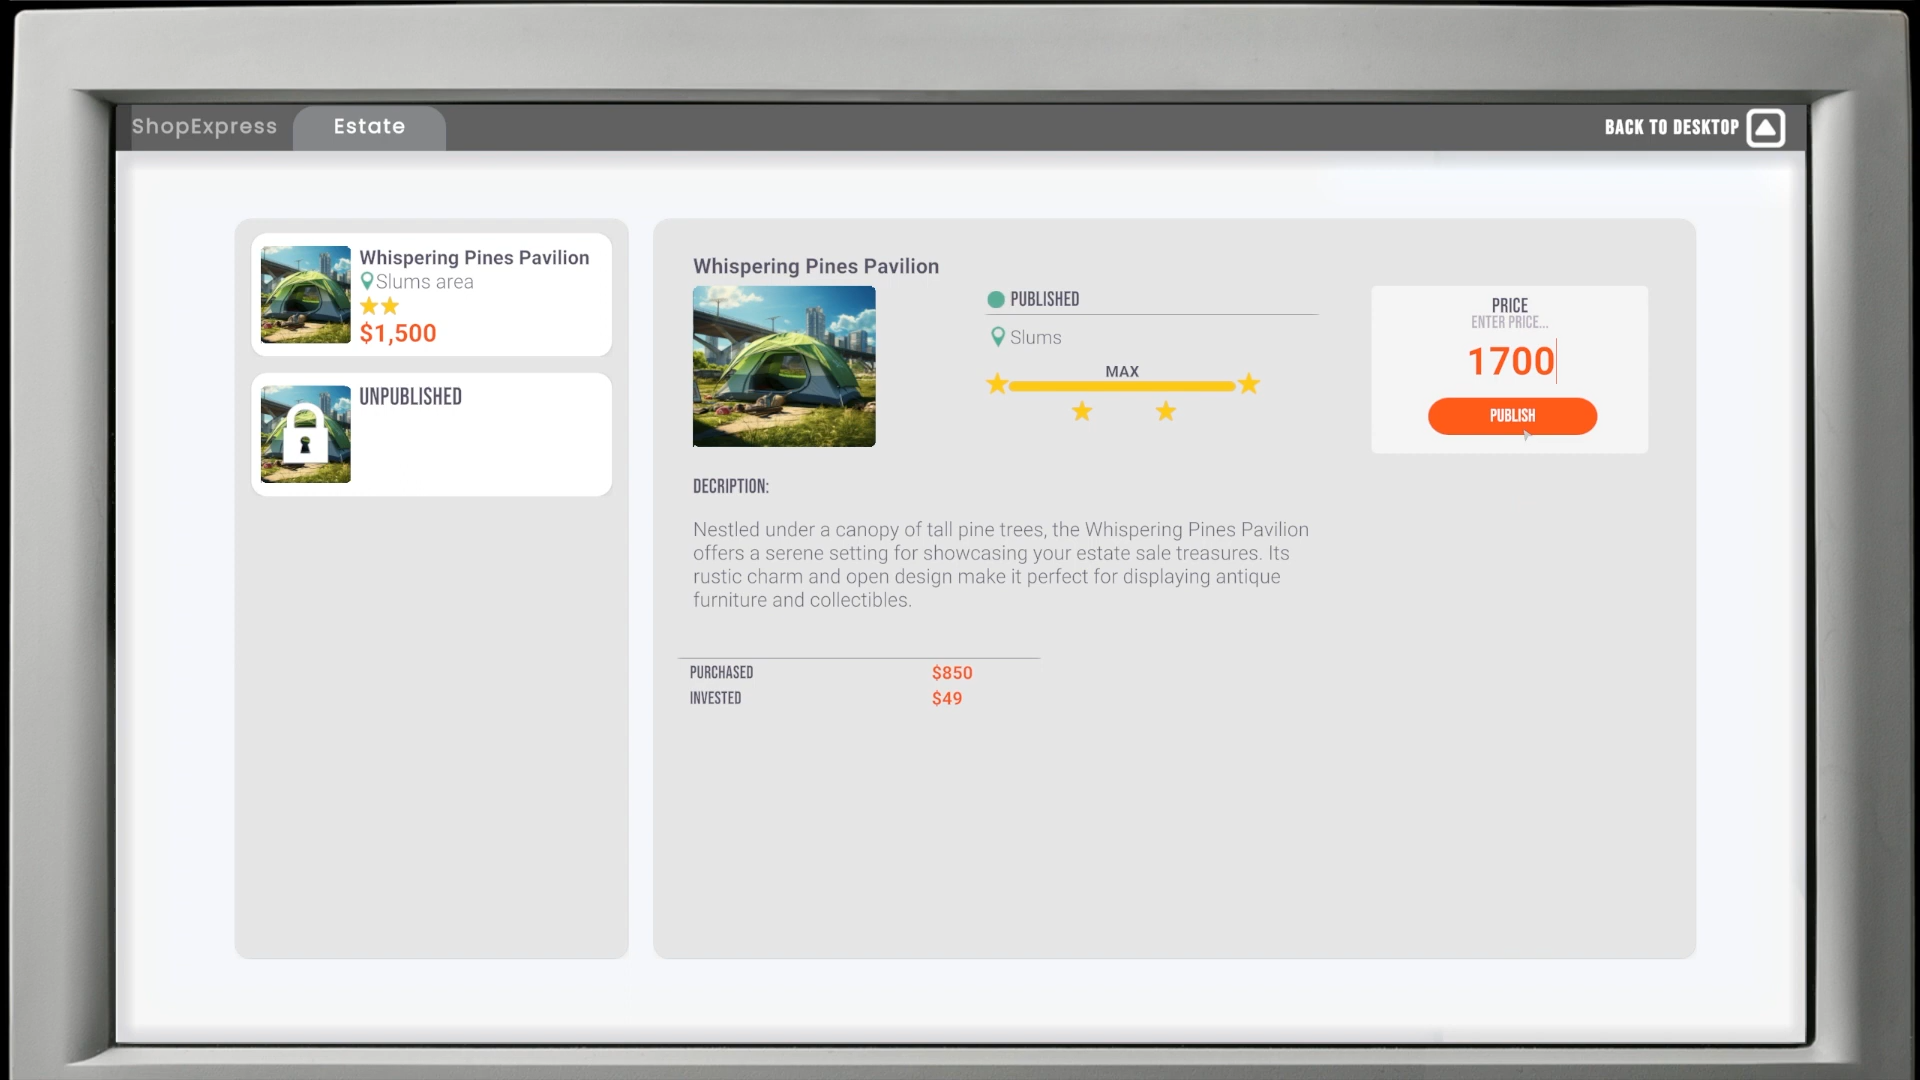 ShopExpress
Estate
BACK TO DESKTOP
Whispering Pines Pavilion
Slums area
$1,500
UNPUBLISHED
Whispering Pines Pavilion
PUBLISHED
Slums
MAX
PRICE
ENTER PRICE...
1700
PUBLISH
DECRIPTION:
Nestled under a canopy of tall pine trees, the Whispering Pines Pavilion
offers a serene setting for showcasing your estate sale treasures. Its
rustic charm and open design make it perfect for displaying antique
furniture and collectibles.
PURCHASED $850
INVESTED $49